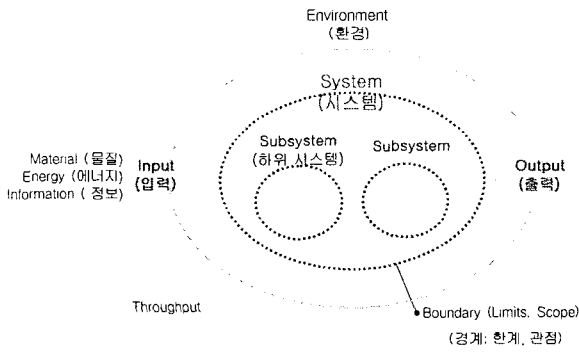 Environment
(환경)
System
(시스템)
Subsystem
(하위 시스템)
Subsystem
Material (물질)
Energy (에너지)
Information ( 정보)
Input
(입력)
Output
(출력)
Throughput
Boundary (Limits. Scope)
(경계: 한계, 관점)